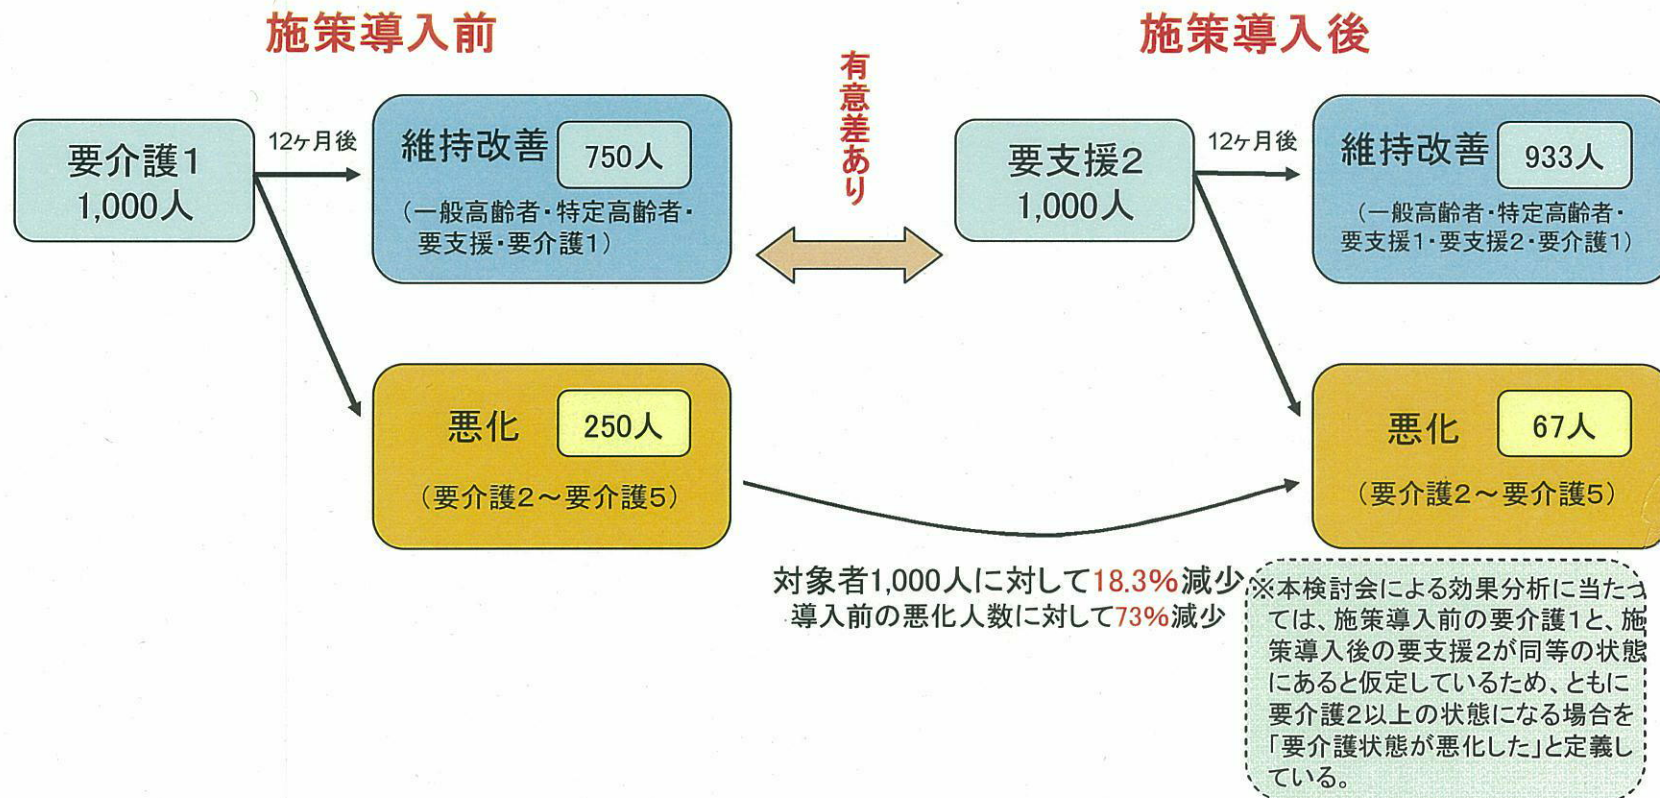 施策導入前
施策導入後
有意差あり
要介護1
1,000人
12ヶ月後
維持改善
750人
（一般高齢者・特定高齢者・
要支援・要介護1）
悪化
250人
（要介護2～要介護5）
要支援2
1,000人
12ヶ月後
維持改善
933人
（一般高齢者・特定高齢者・
要支援1・要支援2・要介護1）
悪化
67人
（要介護2～要介護5）
対象者1,000人に対して18.3%減少
導入前の悪化人数に対して73%減少
※本検討会による効果分析に当たっ
ては、施策導入前の要介護1と、施
策導入後の要支援2が同等の状態
にあると仮定しているため、ともに
要介護2以上の状態になる場合を
「要介護状態が悪化した」と定義し
ている。